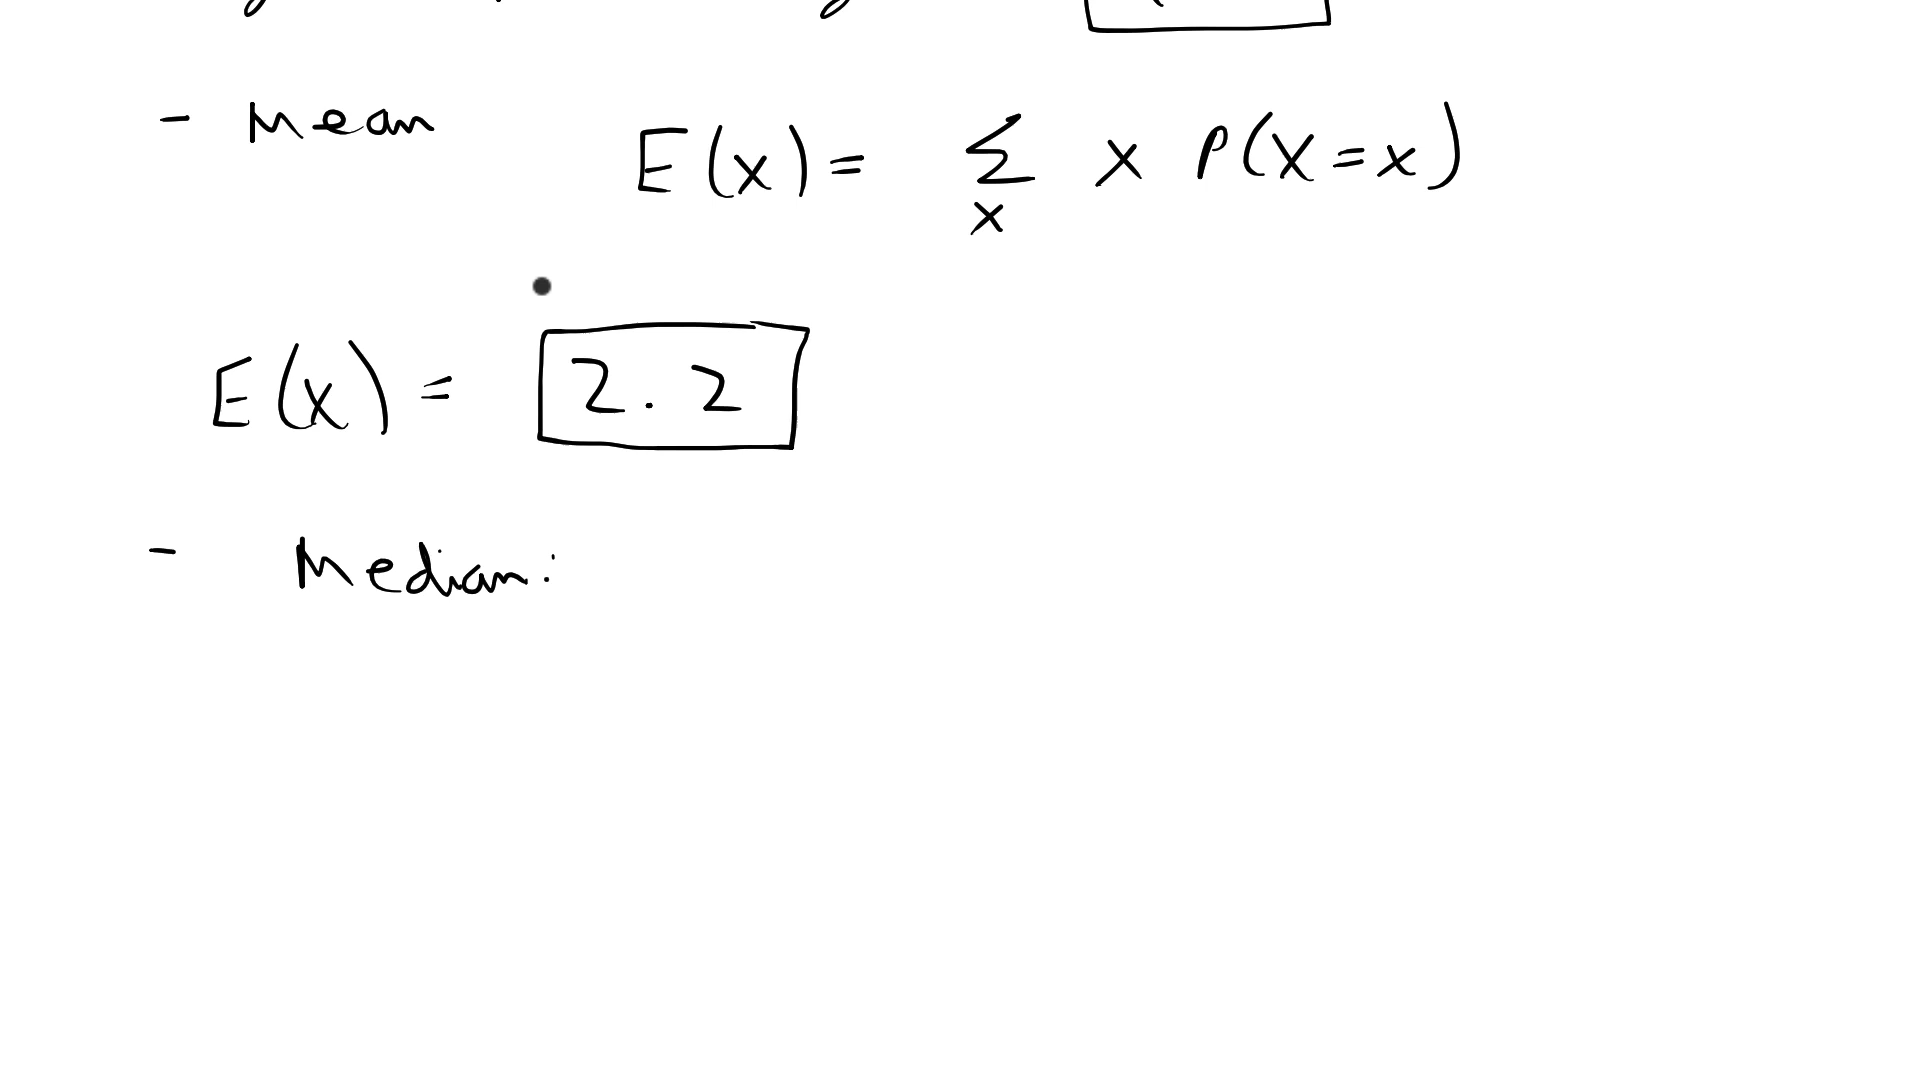 - Mean E(x) = Σ x P(X=x)
x
E(x) = 2.2
- Median: